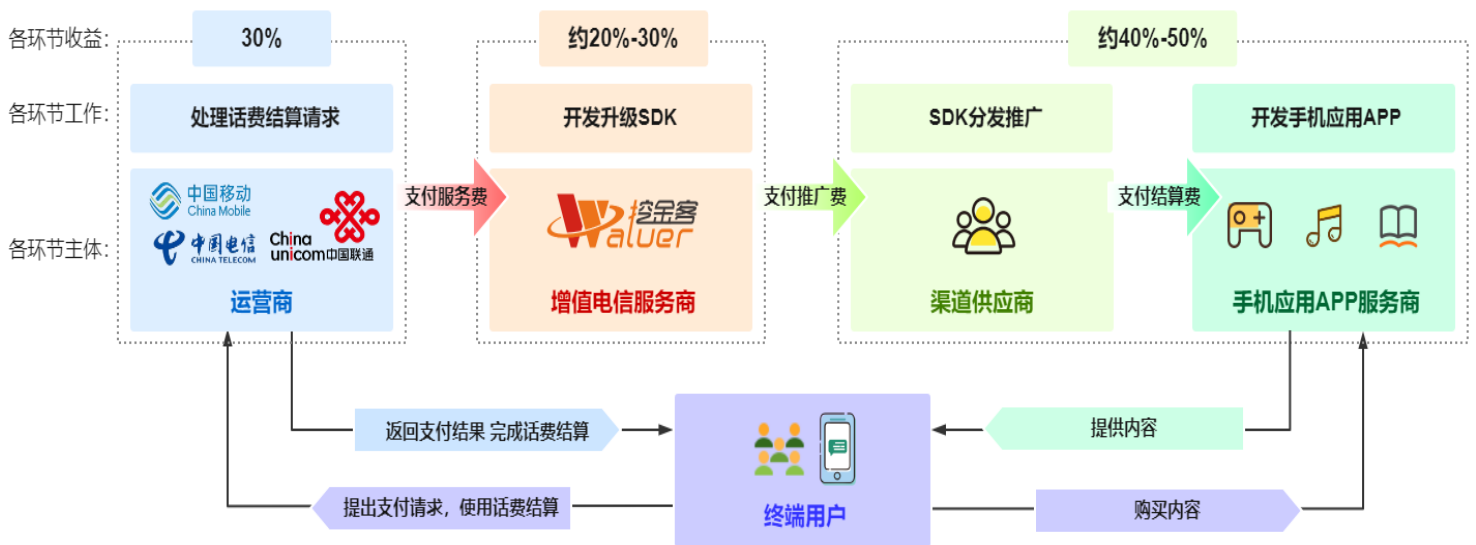 各环节收益：
30%
约20%-30%
约40%-50%
各环节工作：
处理话费结算请求
开发升级SDK
SDK分发推广
开发手机应用APP
各环节主体：
中国移动
China Mobile
中国电信
CHINA TELECOM
China
unicom中国联通
运营商
支付服务费
挖金客
Waluer
增值电信服务商
支付推广费
渠道供应商
支付结算费
手机应用APP服务商
返回支付结果 完成话费结算
提供内容
提出支付请求，使用话费结算
终端用户
购买内容